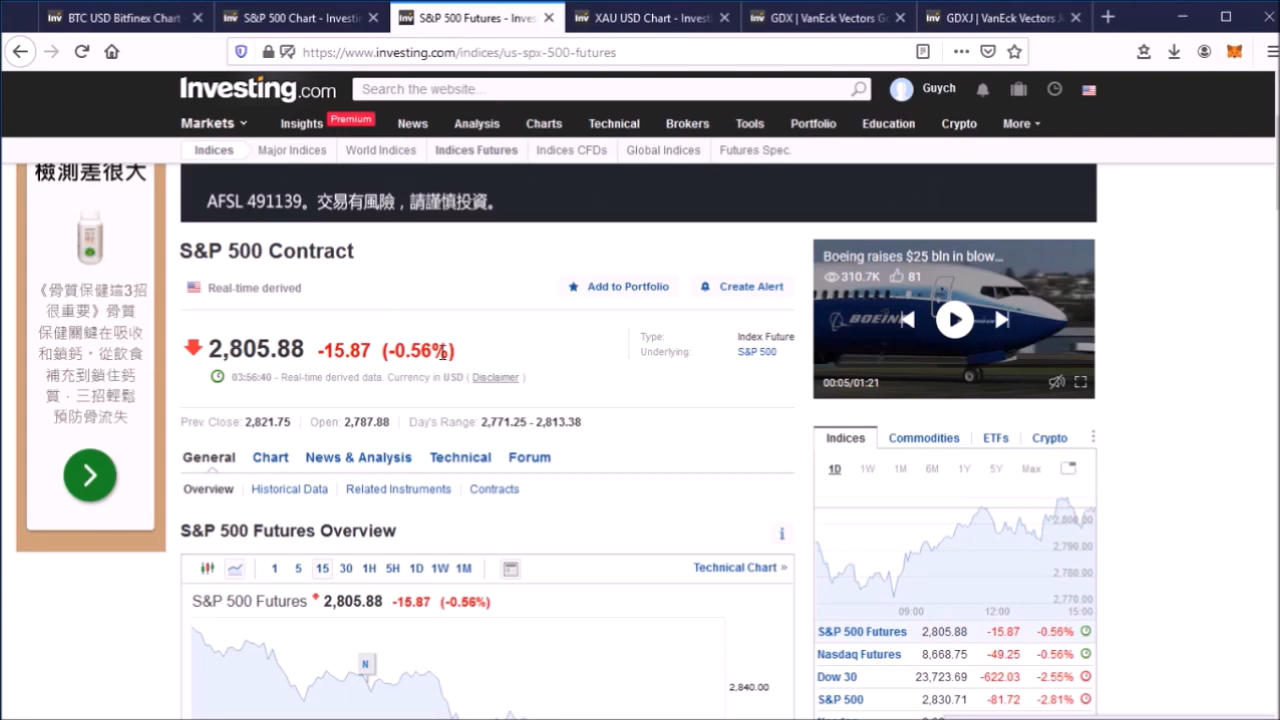 BTC USD Bitfinex Chart
S&P 500 Chart - Investi
S&P 500 Futures - Inves
XAU USD Chart - Investi
GDX | VanEck Vectors G
GDXJ | VanEck Vectors J
https://www.investing.com/indices/us-spx-500-futures
Investing.com
Search the website...
Guych
Markets
Insights
Premium
News
Analysis
Charts
Technical
Brokers
Tools
Portfolio
Education
Crypto
More
Indices
Major Indices
World Indices
Indices Futures
Indices CFDs
Global Indices
Futures Spec.
檢測差很大
《骨質保健這3招
很重要》骨質
保健關鍵在吸收
和鎖鈣。從飲食
補充到鎖住鈣
質．三招輕鬆
預防骨流失
AFSL 491139。交易有風險，請謹慎投資。
S&P 500 Contract
Real-time derived
Add to Portfolio
Create Alert
2,805.88 -15.87 (-0.56%)
03:56:40 - Real-time derived data. Currency in USD ( Disclaimer )
Type: Index Future
Underlying: S&P 500
Prev. Close: 2,821.75 Open: 2,787.88 Day's Range: 2,771.25 - 2,813.38
General Chart News & Analysis Technical Forum
Overview Historical Data Related Instruments Contracts
S&P 500 Futures Overview
1 5 15 30 1H 5H 1D 1W 1M
Technical Chart »
S&P 500 Futures 2,805.88 -15.87 (-0.56%)
N
2,840.00
Boeing raises $25 bln in blow...
310.7K 81
BOEING
00:05/01:21
Indices Commodities ETFs Crypto
1D 1W 1M 6M 1Y 5Y Max
2,800.00
2,790.00
2,780.00
2,770.00
09:00 12:00 15:00
S&P 500 Futures 2,805.88 -15.87 -0.56%
Nasdaq Futures 8,668.75 -49.25 -0.56%
Dow 30 23,723.69 -622.03 -2.55%
S&P 500 2,830.71 -81.72 -2.81%